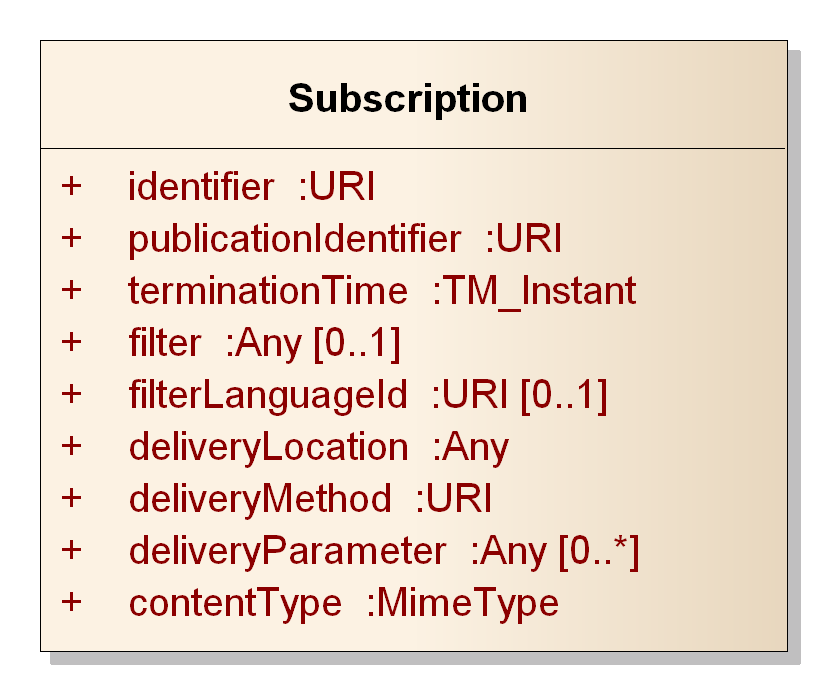 Subscription
+ identifier :URI
+ publicationIdentifier :URI
+ terminationTime :TM_Instant
+ filter :Any [0..1]
+ filterLanguageId :URI [0..1]
+ deliveryLocation :Any
+ deliveryMethod :URI
+ deliveryParameter :Any [0..*]
+ contentType :MimeType